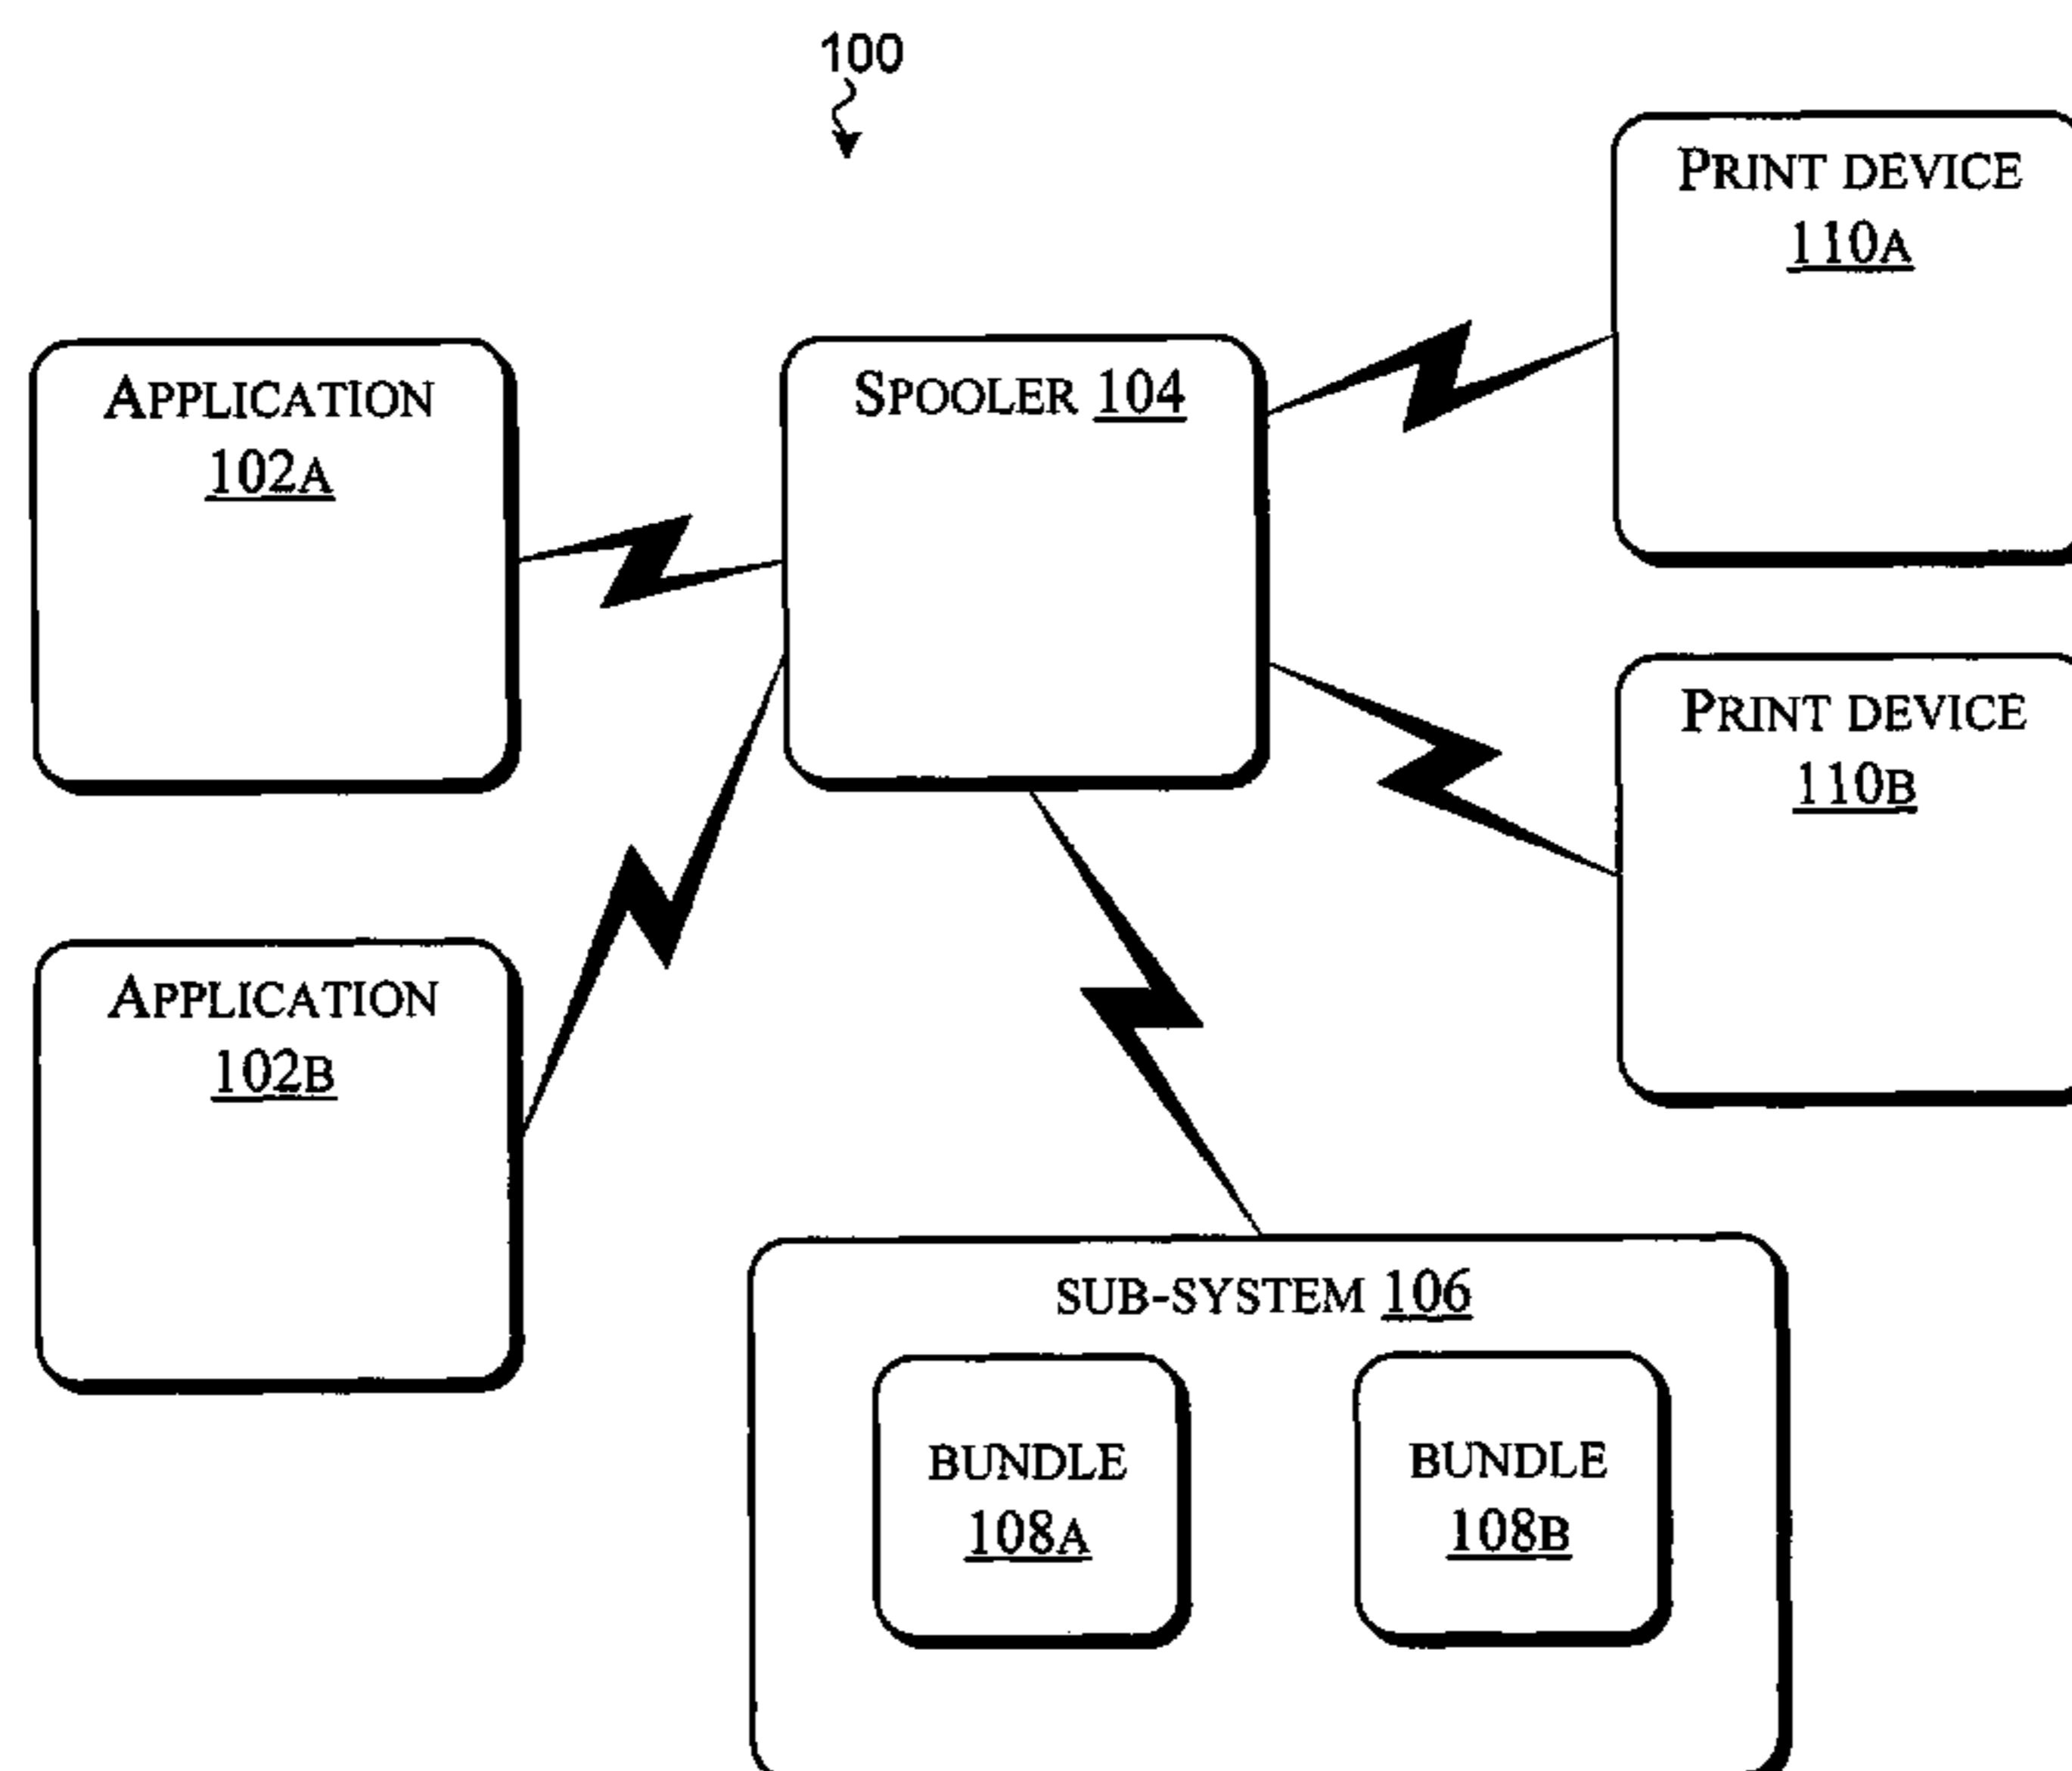 100
PRINT DEVICE
110A
APPLICATION
102A
SPOOLER 104
PRINT DEVICE
110B
APPLICATION
102B
SUB-SYSTEM 106
BUNDLE
108A
BUNDLE
108B